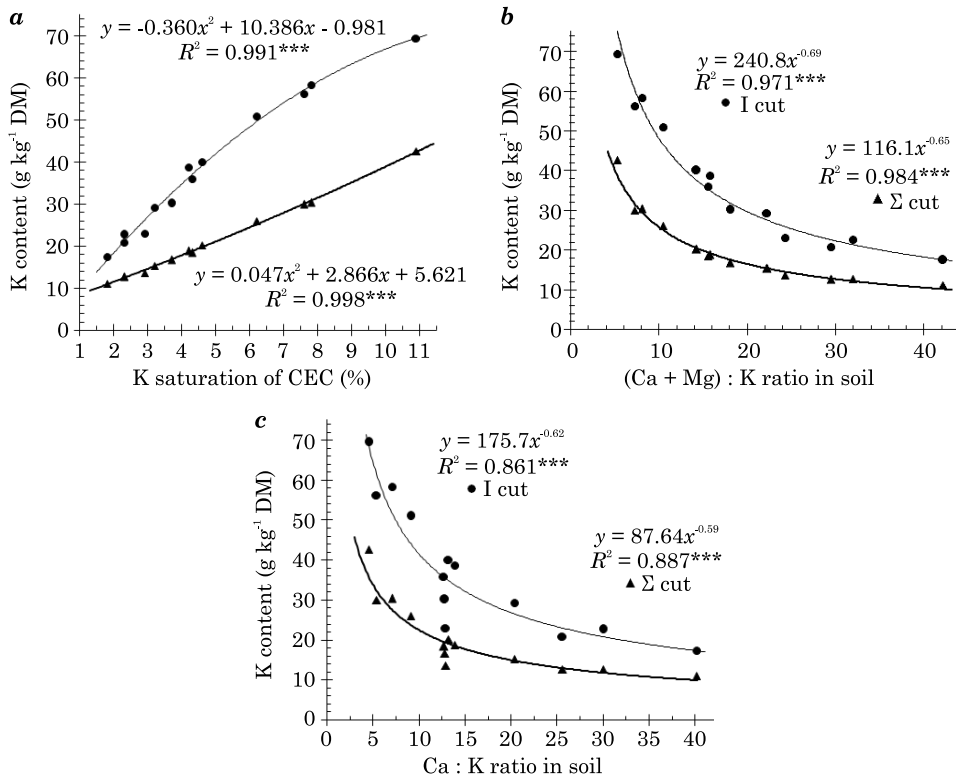 a
y = -0.360x² + 10.386x - 0.981
R² = 0.991***
70
60
50
40
30
20
10
0
K content (g kg⁻¹ DM)
y = 0.047x² + 2.866x + 5.621
R² = 0.998***
1 2 3 4 5 6 7 8 9 10 11
K saturation of CEC (%)
b
y = 240.8x⁻⁰·⁶⁹
R² = 0.971***
I cut
y = 116.1x⁻⁰·⁶⁵
R² = 0.984***
Σ cut
70
60
50
40
30
20
10
0
K content (g kg⁻¹ DM)
0 10 20 30 40
(Ca + Mg) : K ratio in soil
c
y = 175.7x⁻⁰·⁶²
R² = 0.861***
I cut
y = 87.64x⁻⁰·⁵⁹
R² = 0.887***
Σ cut
70
60
50
40
30
20
10
0
K content (g kg⁻¹ DM)
0 5 10 15 20 25 30 35 40
Ca : K ratio in soil